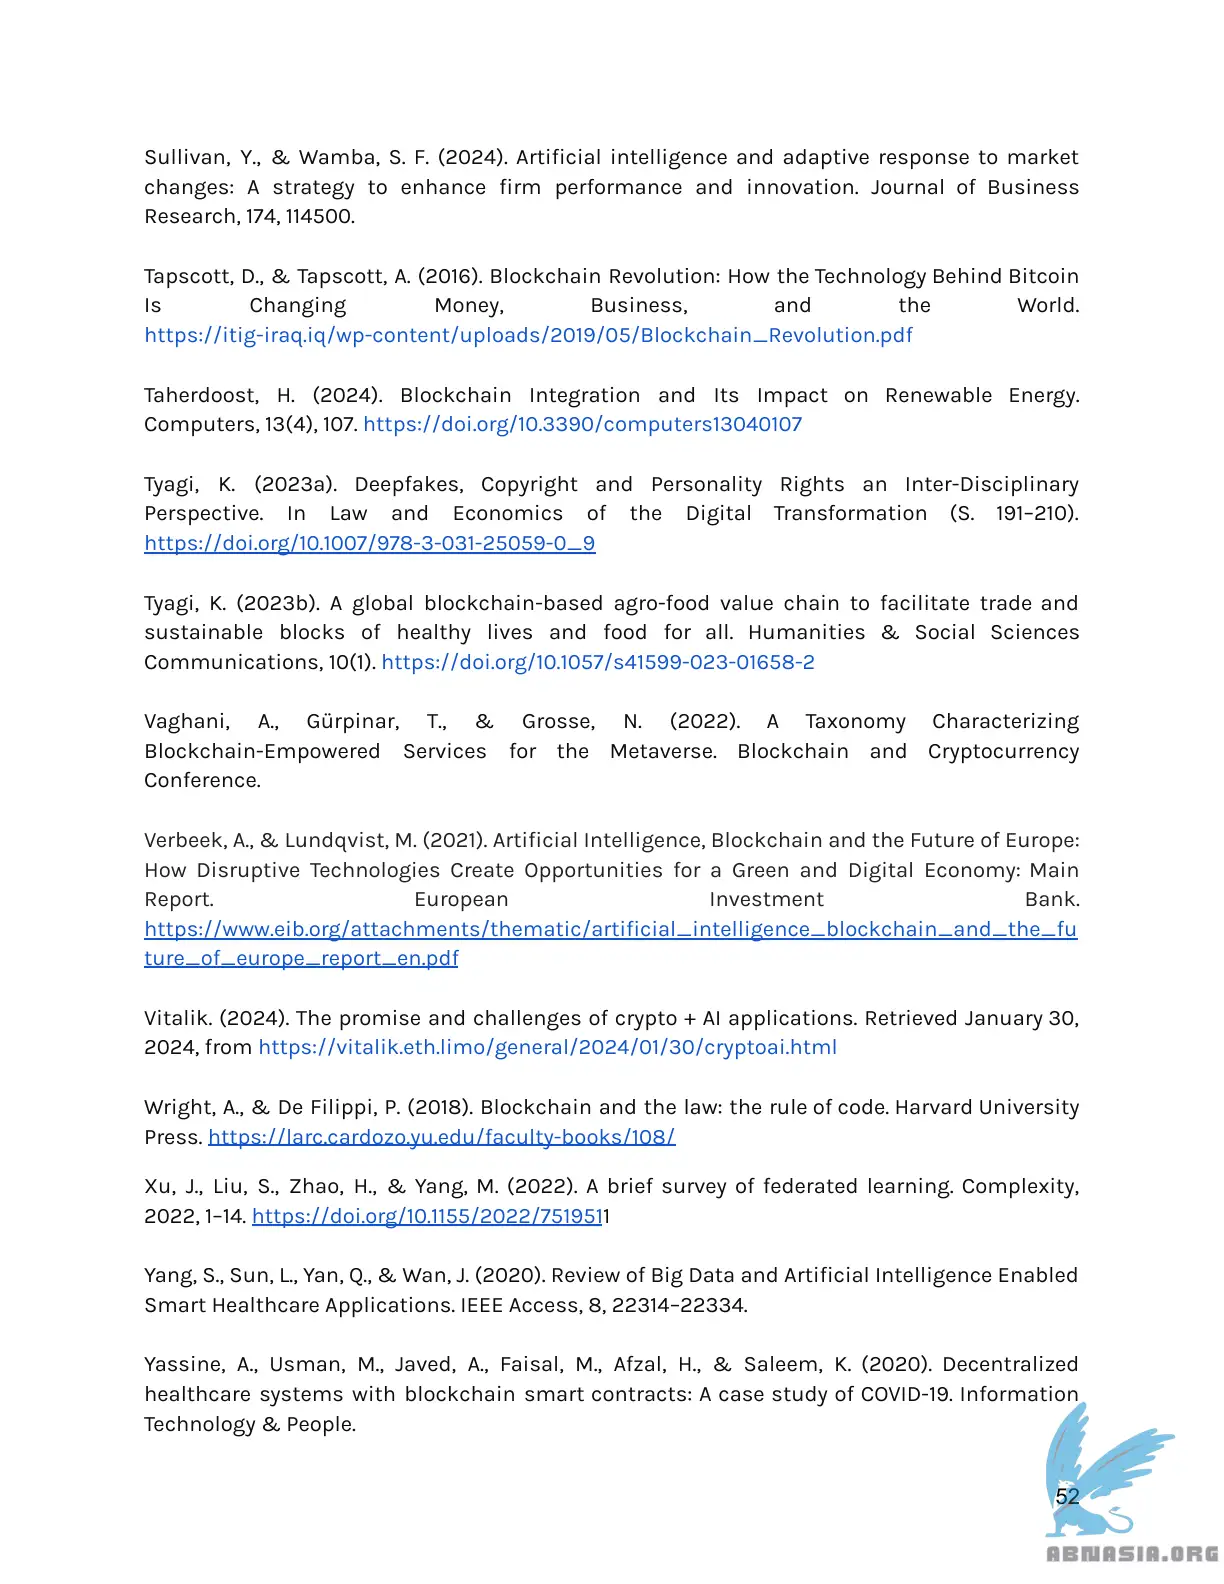 Sullivan, Y., & Wamba, S. F. (2024). Artificial intelligence and adaptive response to market
changes: A strategy to enhance firm performance and innovation. Journal of Business
Research, 174, 114500.
Tapscott, D., & Tapscott, A. (2016). Blockchain Revolution: How the Technology Behind Bitcoin
Is Changing Money, Business, and the World.
https://itig-iraq.iq/wp-content/uploads/2019/05/Blockchain_Revolution.pdf
Taherdoost, H. (2024). Blockchain Integration and Its Impact on Renewable Energy.
Computers, 13(4), 107. https://doi.org/10.3390/computers13040107
Tyagi, K. (2023a). Deepfakes, Copyright and Personality Rights an Inter-Disciplinary
Perspective. In Law and Economics of the Digital Transformation (S. 191–210).
https://doi.org/10.1007/978-3-031-25059-0_9
Tyagi, K. (2023b). A global blockchain-based agro-food value chain to facilitate trade and
sustainable blocks of healthy lives and food for all. Humanities & Social Sciences
Communications, 10(1). https://doi.org/10.1057/s41599-023-01658-2
Vaghani, A., Gürpinar, T., & Grosse, N. (2022). A Taxonomy Characterizing
Blockchain-Empowered Services for the Metaverse. Blockchain and Cryptocurrency
Conference.
Verbeek, A., & Lundqvist, M. (2021). Artificial Intelligence, Blockchain and the Future of Europe:
How Disruptive Technologies Create Opportunities for a Green and Digital Economy: Main
Report. European Investment Bank.
https://www.eib.org/attachments/thematic/artificial_intelligence_blockchain_and_the_fu
ture_of_europe_report_en.pdf
Vitalik. (2024). The promise and challenges of crypto + AI applications. Retrieved January 30,
2024, from https://vitalik.eth.limo/general/2024/01/30/cryptoai.html
Wright, A., & De Filippi, P. (2018). Blockchain and the law: the rule of code. Harvard University
Press. https://larc.cardozo.yu.edu/faculty-books/108/
Xu, J., Liu, S., Zhao, H., & Yang, M. (2022). A brief survey of federated learning. Complexity,
2022, 1–14. https://doi.org/10.1155/2022/7519511
Yang, S., Sun, L., Yan, Q., & Wan, J. (2020). Review of Big Data and Artificial Intelligence Enabled
Smart Healthcare Applications. IEEE Access, 8, 22314–22334.
Yassine, A., Usman, M., Javed, A., Faisal, M., Afzal, H., & Saleem, K. (2020). Decentralized
healthcare systems with blockchain smart contracts: A case study of COVID-19. Information
Technology & People.
52
ABNASIA.ORG